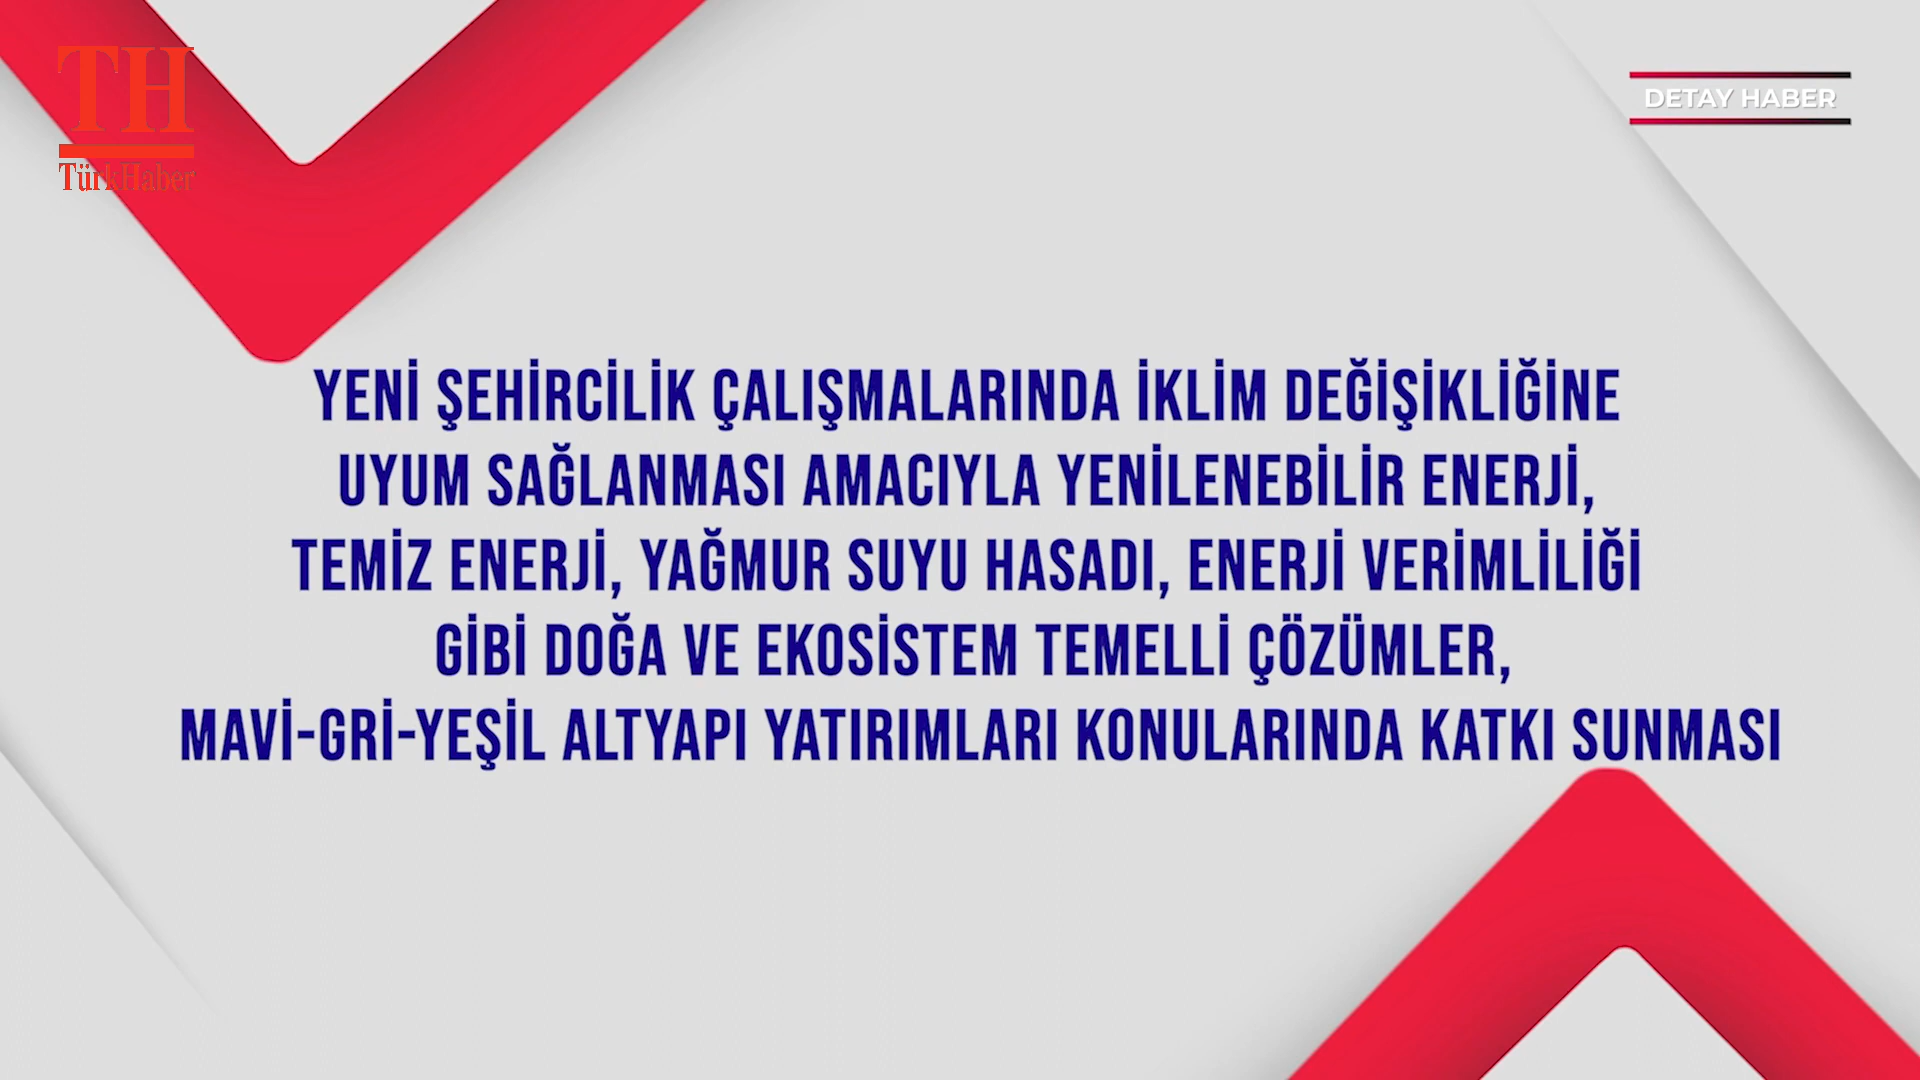 TH
TürkHaber
DETAY HABER
YENİ ŞEHİRCİLİK ÇALIŞMALARINDA İKLİM DEĞİŞİKLİĞİNE
UYUM SAĞLANMASI AMACIYLA YENİLENEBİLİR ENERJİ,
TEMİZ ENERJİ, YAĞMUR SUYU HASADI, ENERJİ VERİMLİLİĞİ
GİBİ DOĞA VE EKOSİSTEM TEMELLİ ÇÖZÜMLER,
MAVİ-GRİ-YEŞİL ALTYAPI YATIRIMLARI KONULARINDA KATKI SUNMASI